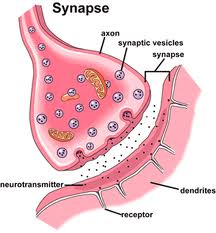 Synapse
axon
synaptic vesicles
synapse
neurotransmitter
dendrites
receptor